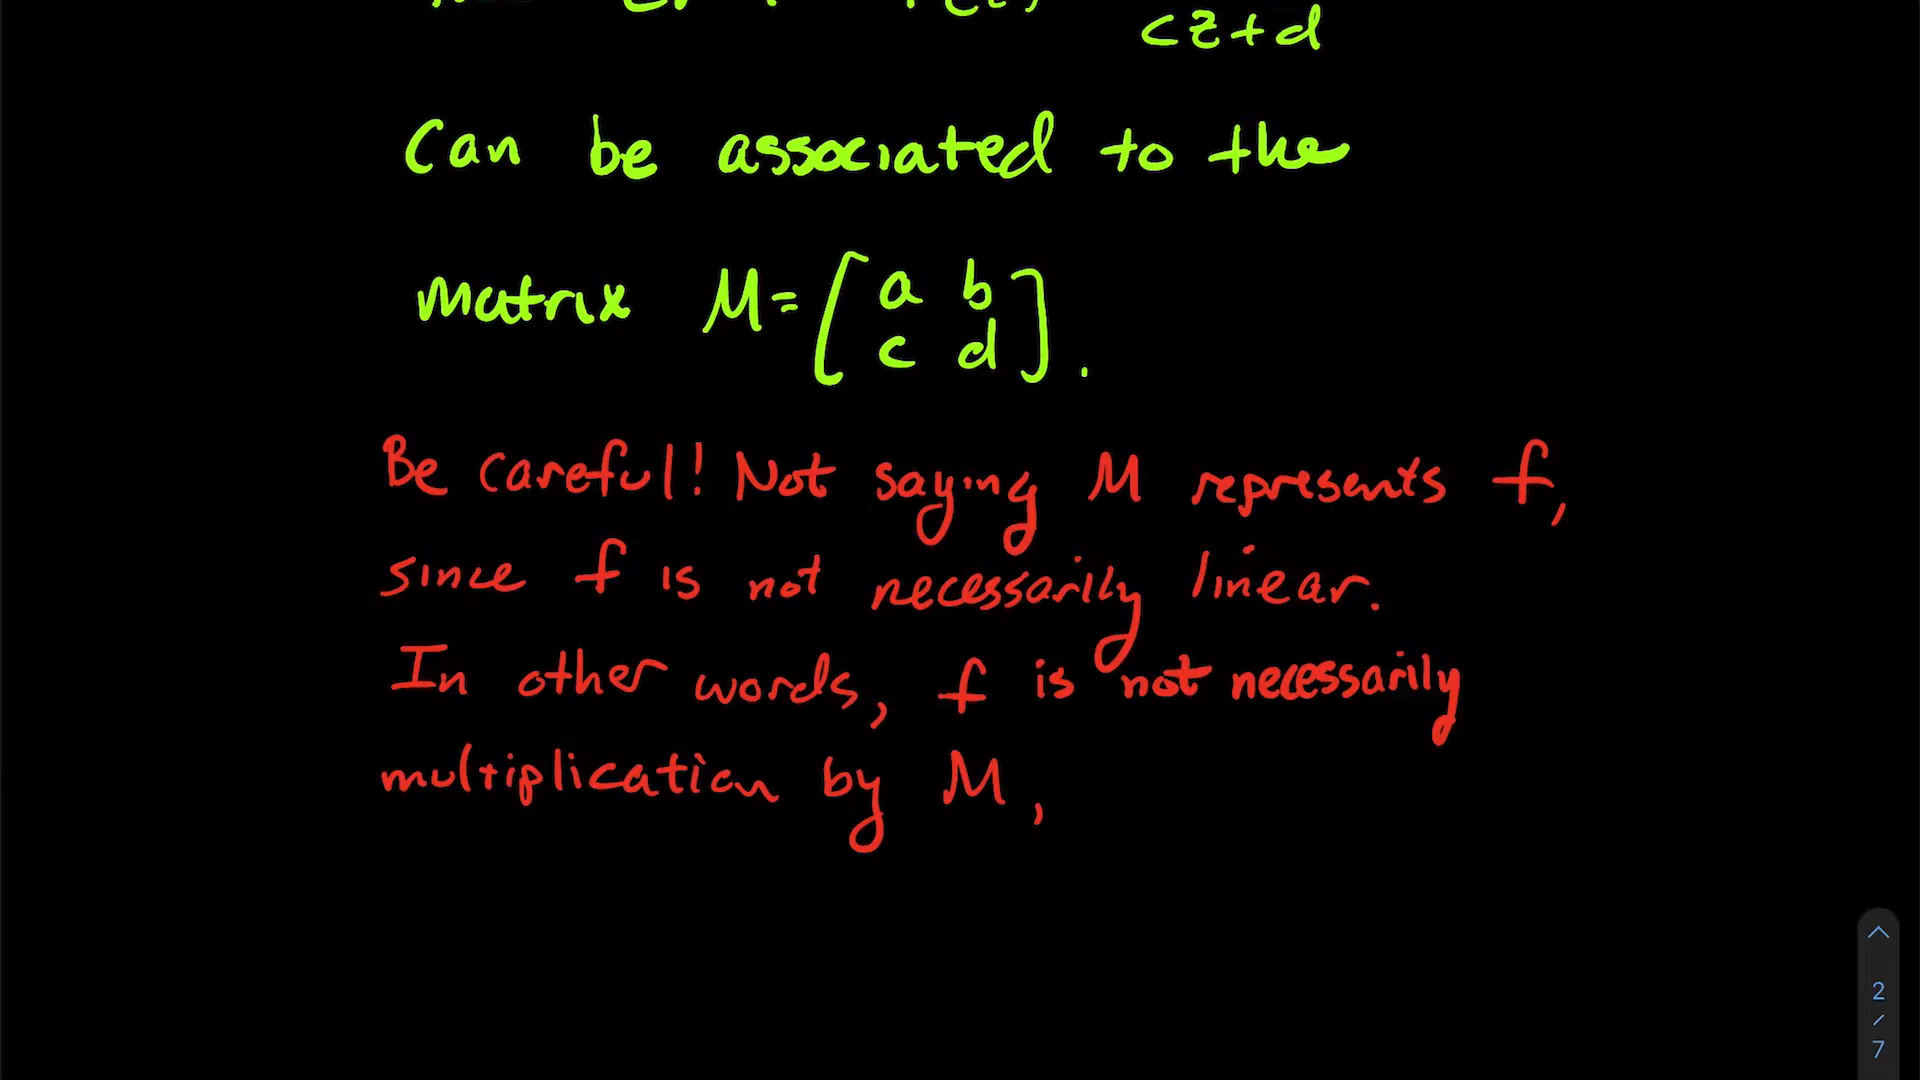 cz+d
Can be associated to the
matrix M = [a b
c d].
Be careful! Not saying M represents f,
since f is not necessarily linear.
In other words, f is not necessarily
multiplication by M,
2
/
7